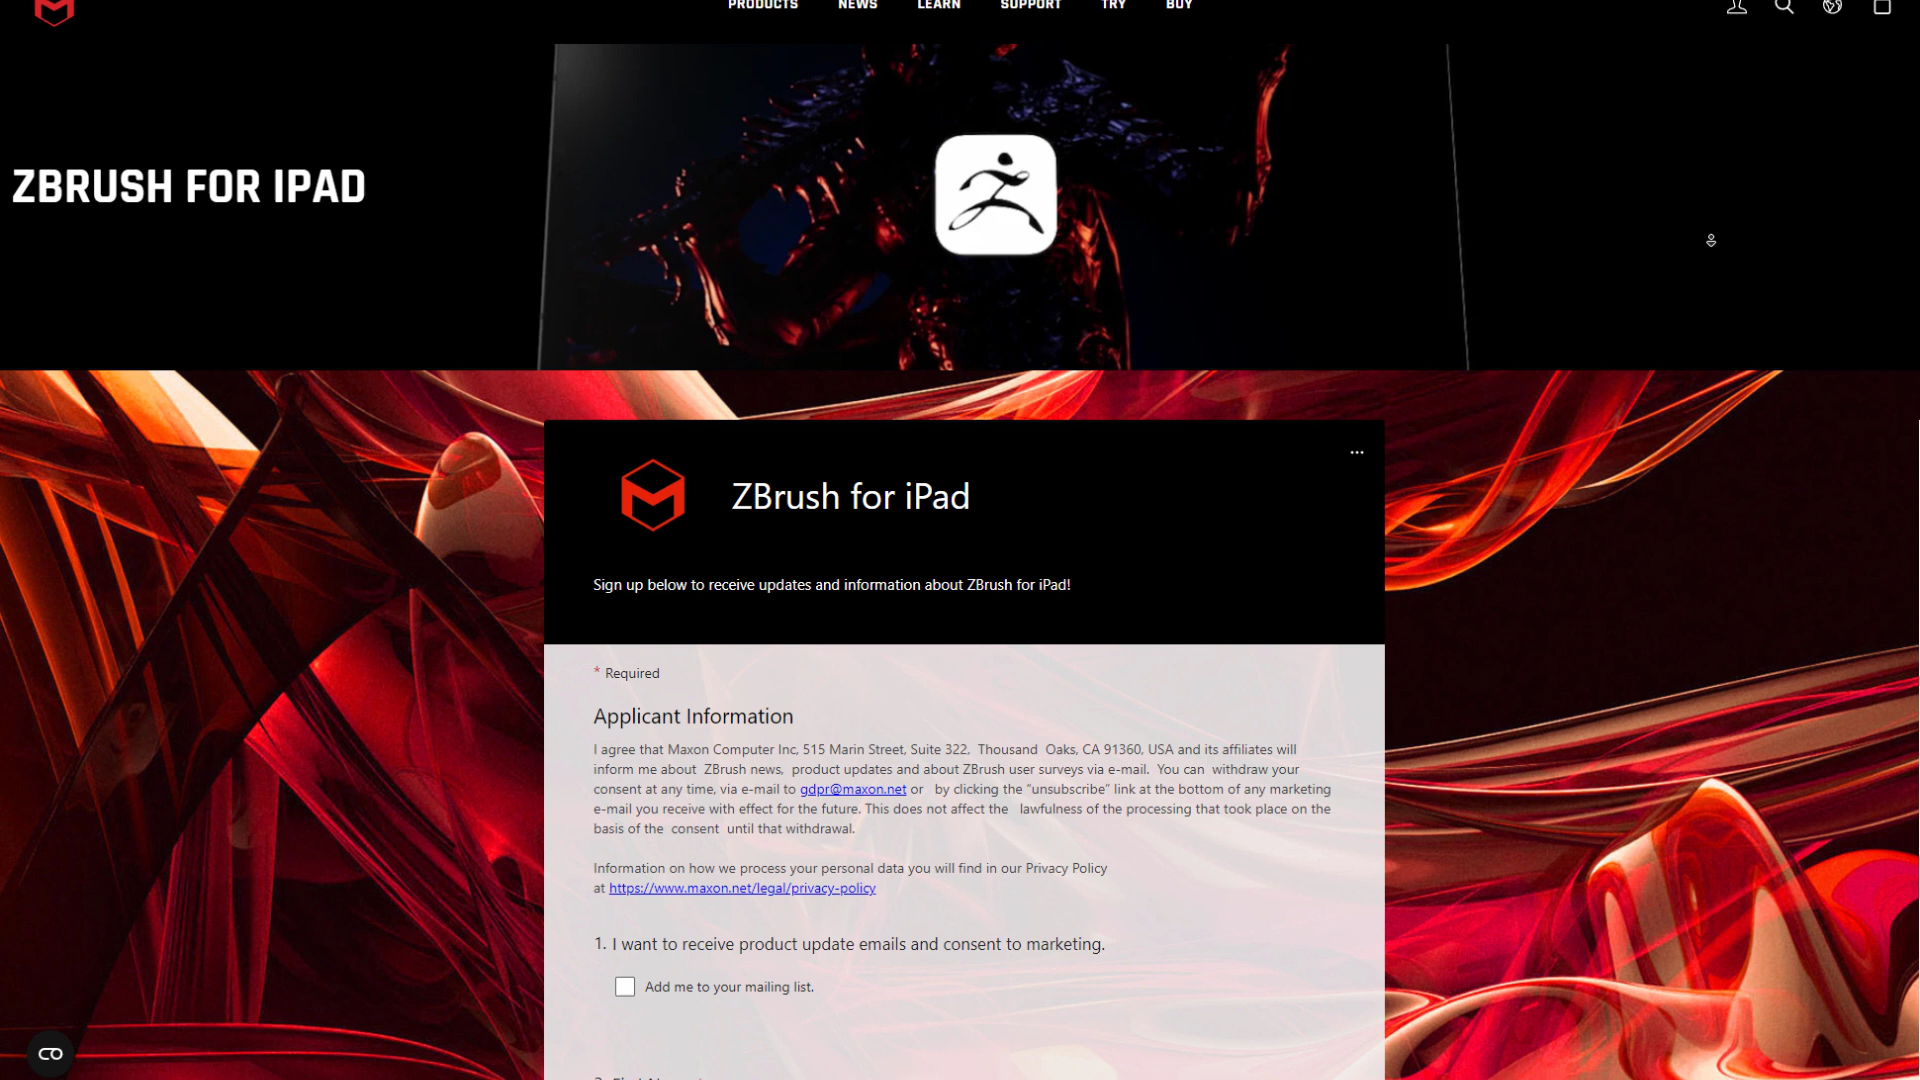 PRODUCTS NEWS LEARN SUPPORT TRY BUY
ZBRUSH FOR IPAD
ZBrush for iPad
Sign up below to receive updates and information about ZBrush for iPad!
* Required
Applicant Information
I agree that Maxon Computer Inc, 515 Marin Street, Suite 322, Thousand Oaks, CA 91360, USA and its affiliates will
inform me about ZBrush news, product updates and about ZBrush user surveys via e-mail. You can withdraw your
consent at any time, via e-mail to gdpr@maxon.net or by clicking the "unsubscribe" link at the bottom of any marketing
e-mail you receive with effect for the future. This does not affect the lawfulness of the processing that took place on the
basis of the consent until that withdrawal.
Information on how we process your personal data you will find in our Privacy Policy
at https://www.maxon.net/legal/privacy-policy
1. I want to receive product update emails and consent to marketing.
Add me to your mailing list.